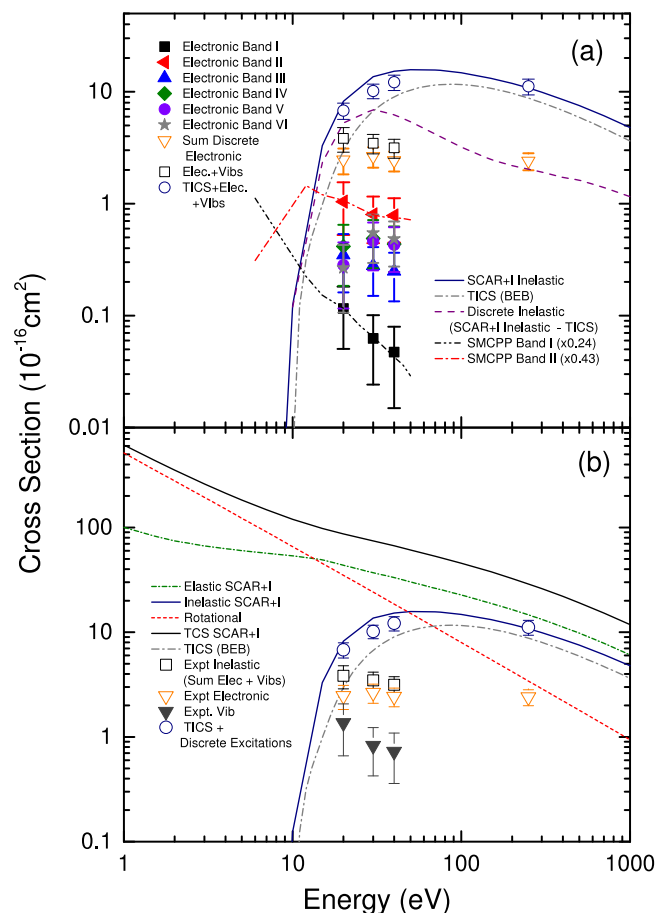 (a)
Electronic Band I
Electronic Band II
Electronic Band III
Electronic Band IV
Electronic Band V
Electronic Band VI
Sum Discrete
Electronic
Elec.+Vibs
TICS+Elec.
+VIbs
SCAR+I Inelastic
TICS (BEB)
Discrete Inelastic
(SCAR+I Inelastic - TICS)
SMCPP Band I (x0.24)
SMCPP Band II (x0.43)
10
1
0.1
0.01
Cross Section (10⁻¹⁶cm²)
(b)
Elastic SCAR+I
Inelastic SCAR+I
Rotational
TCS SCAR+I
TICS (BEB)
Expt Inelastic
(Sum Elec + Vibs)
Expt Electronic
Expt. Vib
TICS +
Discrete Excitations
100
10
1
0.1
1
10
100
1000
Energy (eV)